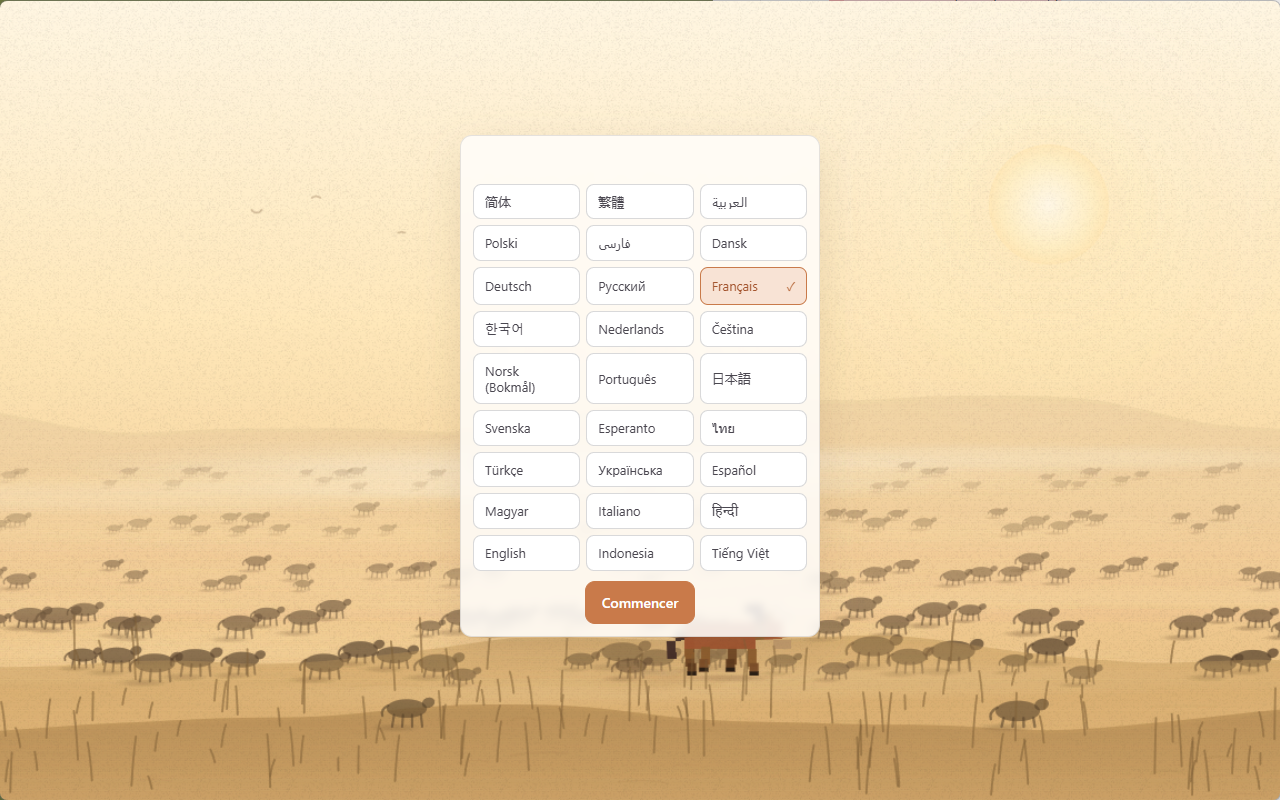 简体
繁體
العربية
Polski
فارسی
Dansk
Deutsch
Русский
Français ✓
한국어
Nederlands
Čeština
Norsk
(Bokmål)
Português
日本語
Svenska
Esperanto
ไทย
Türkçe
Українська
Español
Magyar
Italiano
हिन्दी
English
Indonesia
Tiếng Việt
Commencer